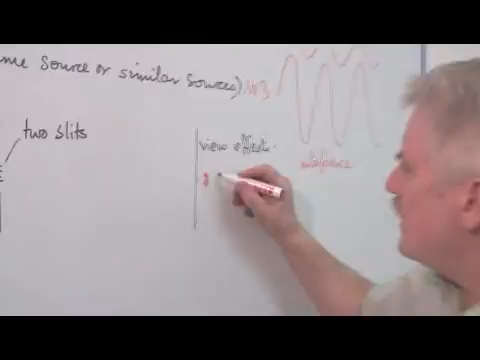 me source or similar sources)
two slits
view effect.
interference